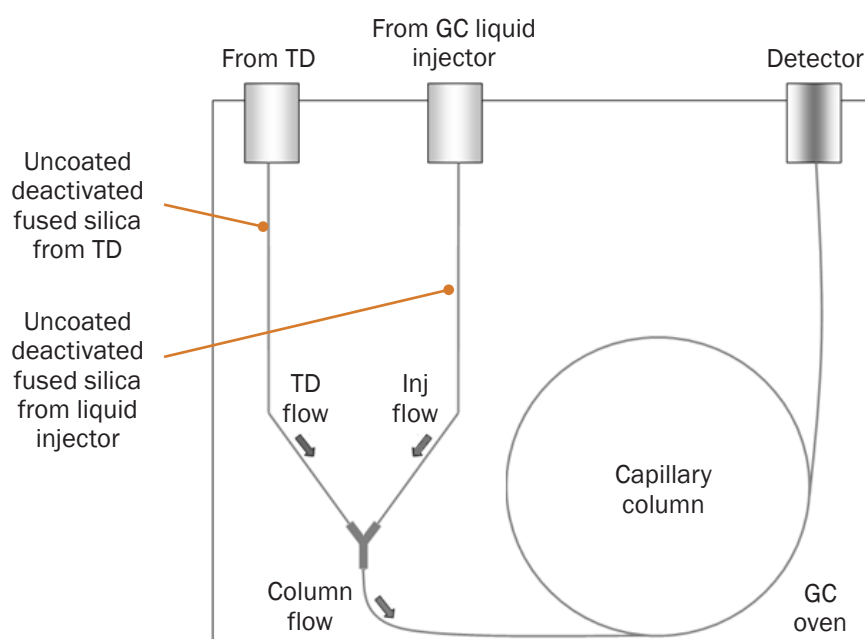 From TD
From GC liquid
injector
Detector
Uncoated
deactivated
fused silica
from TD
Uncoated
deactivated
fused silica
from liquid
injector
TD
flow
Inj
flow
Capillary
column
Column
flow
GC
oven